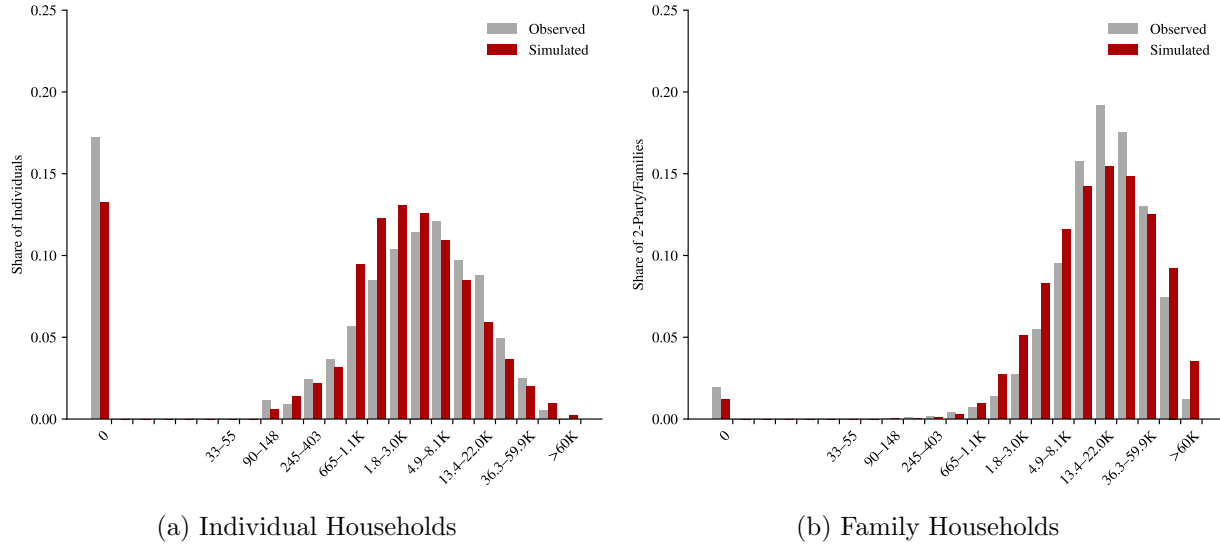 0.25
0.20
0.15
0.10
0.05
0.00
Share of Individuals
Observed
Simulated
0
33–55
90–148
245–403
665–1.1K
1.8–3.0K
4.9–8.1K
13.4–22.0K
36.3–59.9K
>60K
(a) Individual Households
0.25
0.20
0.15
0.10
0.05
0.00
Share of 2-Party/Families
Observed
Simulated
0
33–55
90–148
245–403
665–1.1K
1.8–3.0K
4.9–8.1K
13.4–22.0K
36.3–59.9K
>60K
(b) Family Households